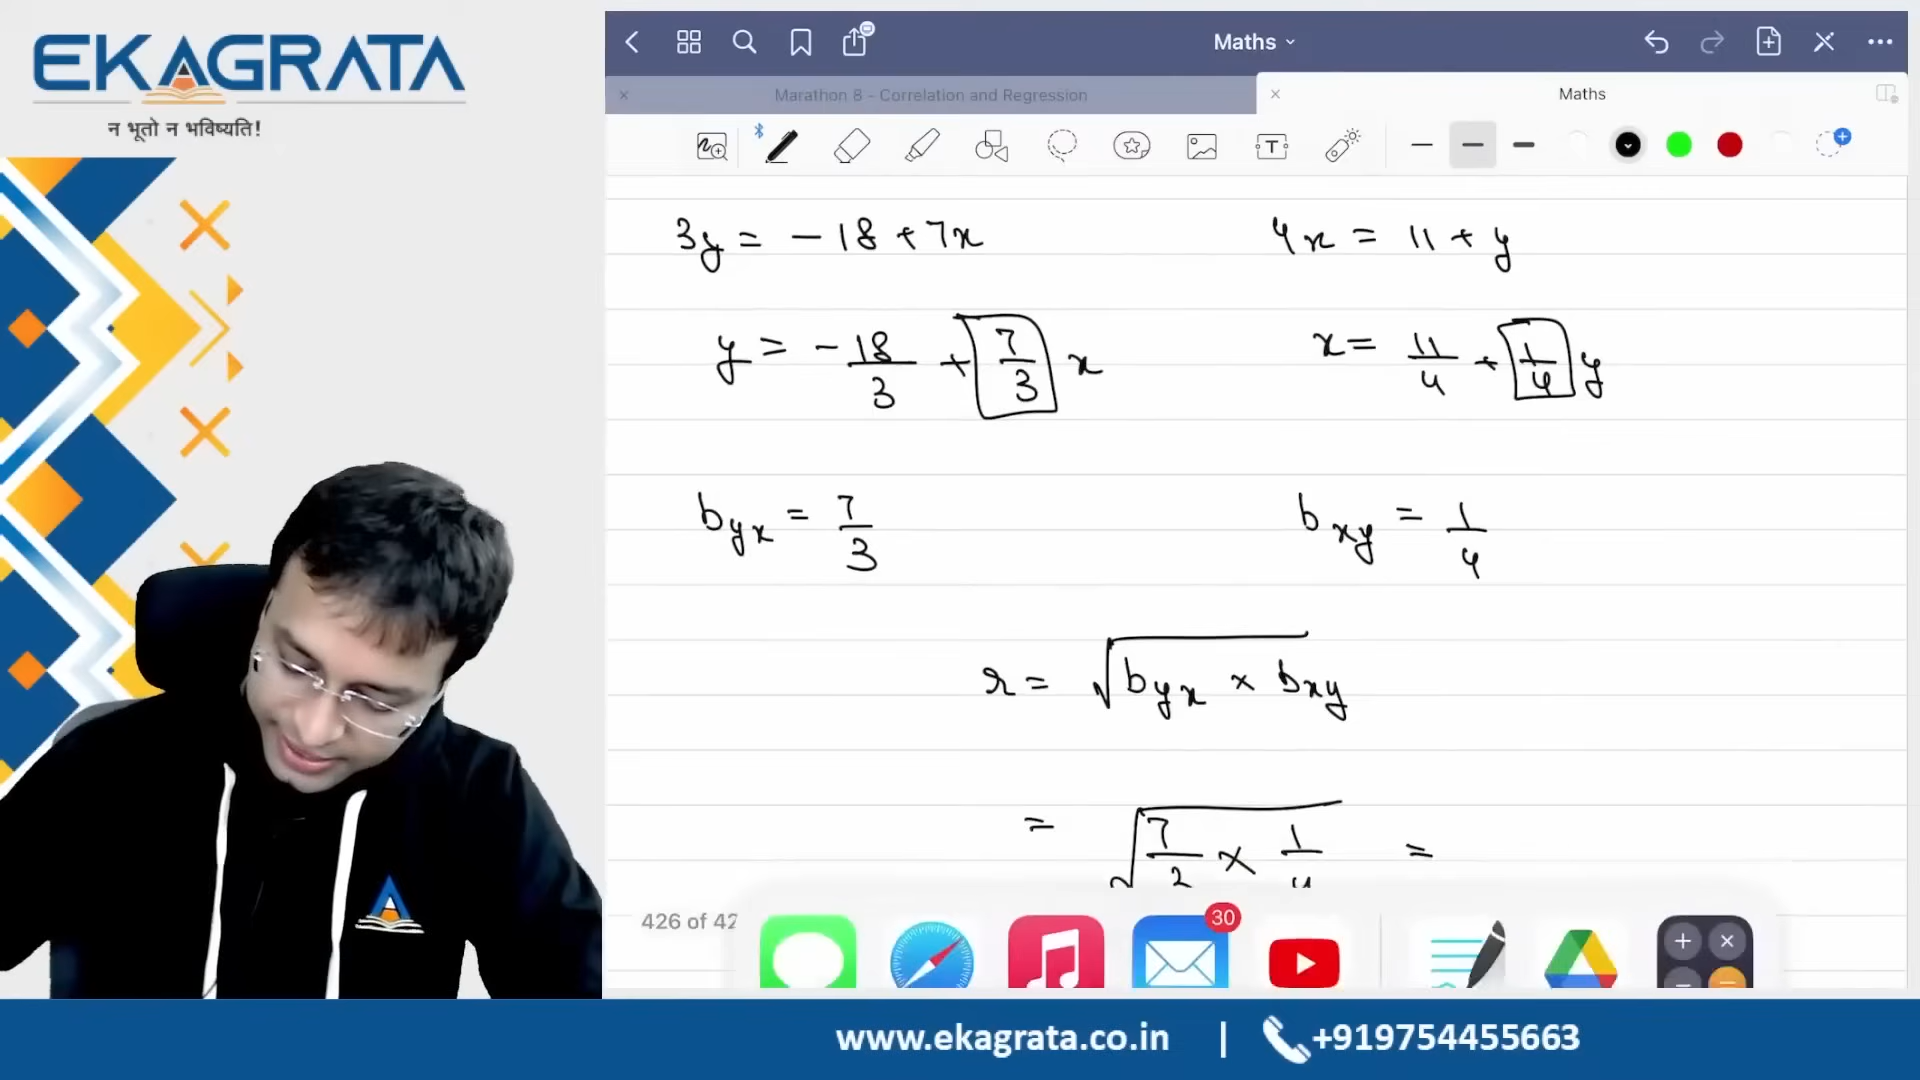 EKAGRATA
न भूतो न भविष्यति!
Maths
Marathon 8 - Correlation and Regression
Maths
3y = - 18 + 7x
4x = 11 + y
y = - 18/3 + 7/3 x
x = 11/4 + 1/4 y
byx = 7/3
bxy = 1/4
r = √byx × bxy
= √7/3 × 1/4 =
426 of 42
30
www.ekagrata.co.in | +919754455663